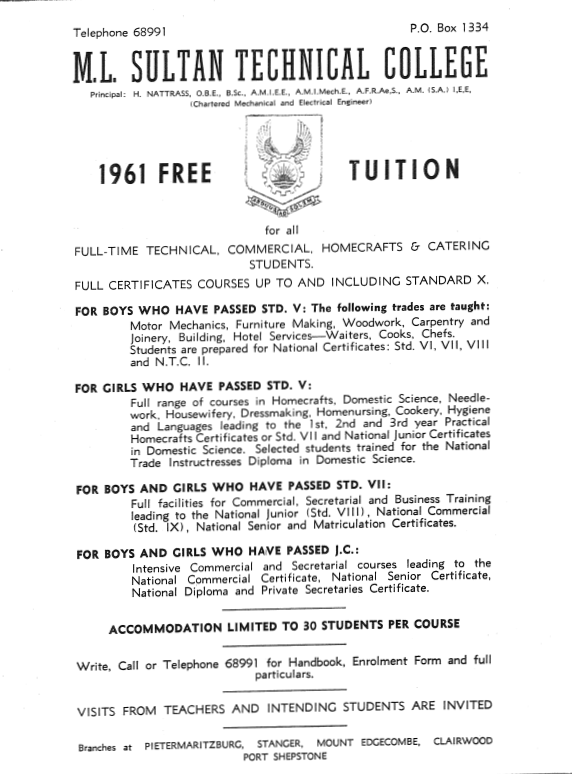 Telephone 68991
P.O. Box 1334
M.L. SULTAN TECHNICAL COLLEGE
Principal: H. NATTRASS, O.B.E., B.Sc., A.M.I.E.E., A.M.I.Mech.E., A.F.R.Ae.S., A.M. (S.A.) I,E,E,
(Chartered Mechanical and Electrical Engineer)
1961 FREE TUITION
for all
FULL-TIME TECHNICAL, COMMERCIAL, HOMECRAFTS & CATERING
STUDENTS.
FULL CERTIFICATES COURSES UP TO AND INCLUDING STANDARD X.
FOR BOYS WHO HAVE PASSED STD. V: The following trades are taught:
Motor Mechanics, Furniture Making, Woodwork, Carpentry and
Joinery, Building, Hotel Services—Waiters, Cooks, Chefs.
Students are prepared for National Certificates: Std. VI, VII, VIII
and N.T.C. II.
FOR GIRLS WHO HAVE PASSED STD. V:
Full range of courses in Homecrafts, Domestic Science, Needle-
work, Housewifery, Dressmaking, Homenursing, Cookery, Hygiene
and Languages leading to the 1st, 2nd and 3rd year Practical
Homecrafts Certificates or Std. VII and National Junior Certificates
in Domestic Science. Selected students trained for the National
Trade Instructresses Diploma in Domestic Science.
FOR BOYS AND GIRLS WHO HAVE PASSED STD. VII:
Full facilities for Commercial, Secretarial and Business Training
leading to the National Junior (Std. VIII), National Commercial
(Std. IX), National Senior and Matriculation Certificates.
FOR BOYS AND GIRLS WHO HAVE PASSED J.C.:
Intensive Commercial and Secretarial courses leading to the
National Commercial Certificate, National Senior Certificate,
National Diploma and Private Secretaries Certificate.
ACCOMMODATION LIMITED TO 30 STUDENTS PER COURSE
Write, Call or Telephone 68991 for Handbook, Enrolment Form and full
particulars.
VISITS FROM TEACHERS AND INTENDING STUDENTS ARE INVITED
Branches at PIETERMARITZBURG, STANGER, MOUNT EDGECOMBE, CLAIRWOOD
PORT SHEPSTONE